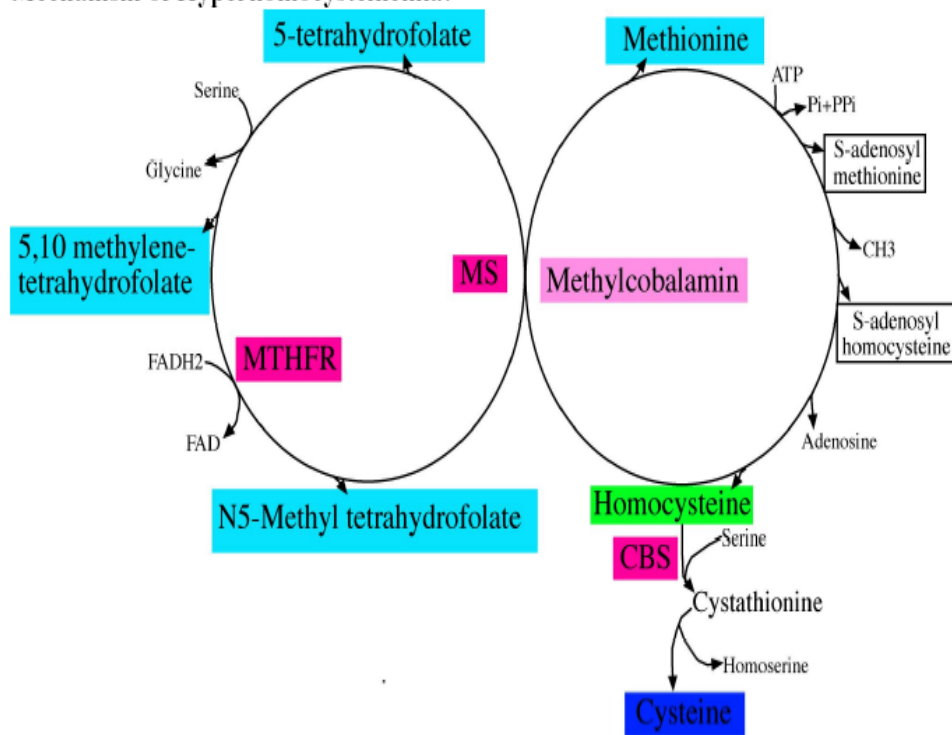 5-tetrahydrofolate
Methionine
Serine
ATP
Pi+PPi
Glycine
S-adenosyl
methionine
5,10 methylene-
tetrahydrofolate
CH3
MS
Methylcobalamin
S-adenosyl
homocysteine
FADH2
MTHFR
FAD
Adenosine
N5-Methyl tetrahydrofolate
Homocysteine
CBS
Serine
Cystathionine
Homoserine
Cysteine